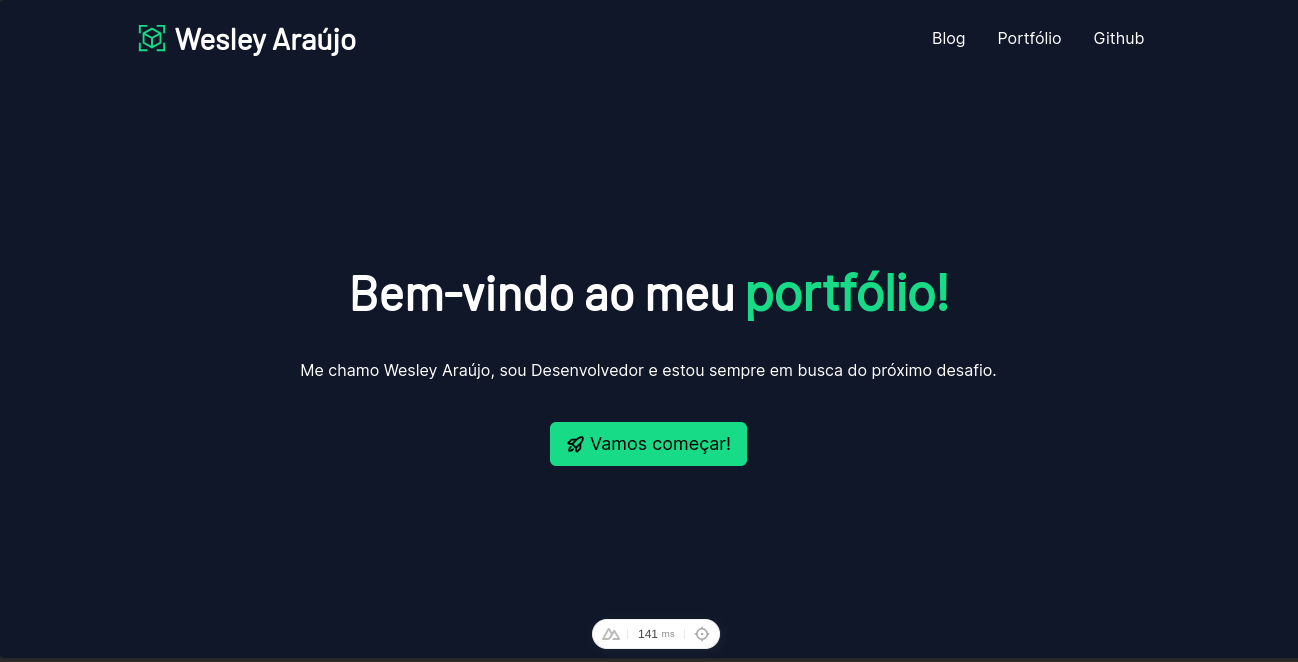 Wesley Araújo
Blog Portfólio Github
Bem-vindo ao meu portfólio!
Me chamo Wesley Araújo, sou Desenvolvedor e estou sempre em busca do próximo desafio.
Vamos começar!
141 ms